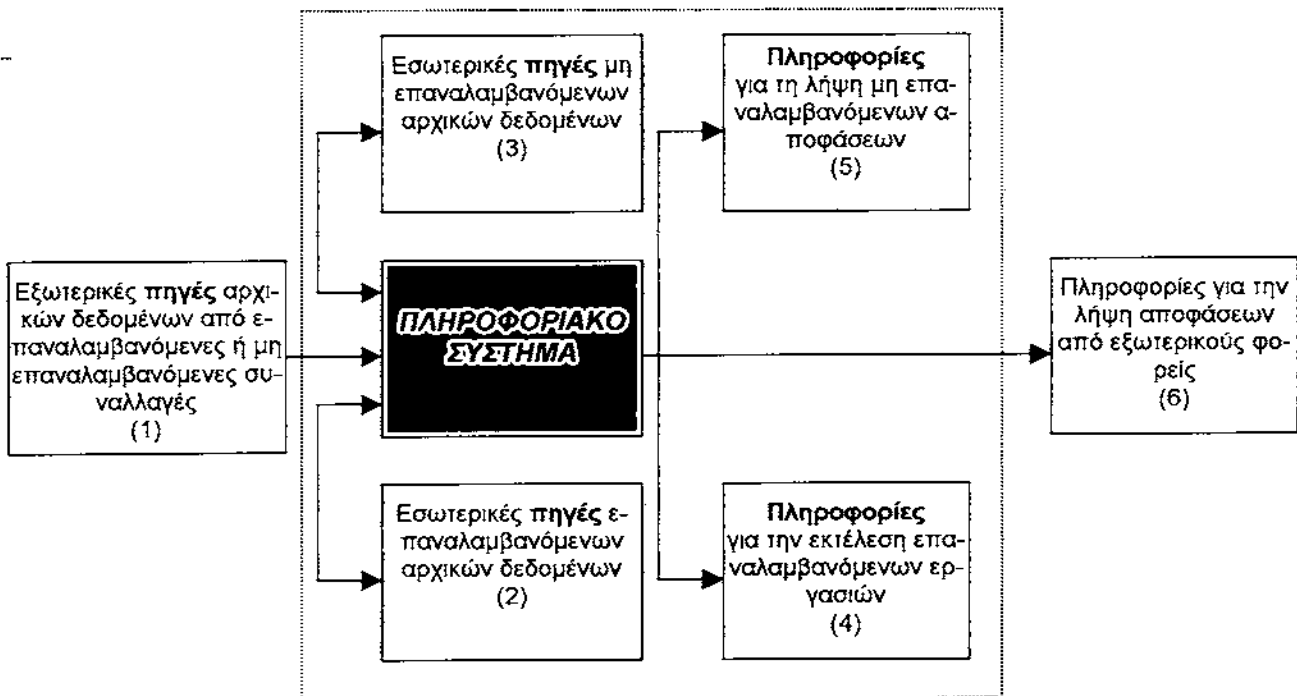 Εσωτερικές πηγές μη
επαναλαμβανόμενων
αρχικών δεδομένων
(3)
Πληροφορίες
για τη λήψη μη επα-
ναλαμβανόμενων α-
ποφάσεων
(5)
Εξωτερικές πηγές αρχι-
κών δεδομένων από ε-
παναλαμβανόμενες ή μη
επαναλαμβανόμενες συ-
ναλλαγές
(1)
ΠΛΗΡΟΦΟΡΙΑΚΟ
ΣΥΣΤΗΜΑ
Πληροφορίες για την
λήψη αποφάσεων
από εξωτερικούς φο-
ρείς
(6)
Εσωτερικές πηγές ε-
παναλαμβανόμενων
αρχικών δεδομένων
(2)
Πληροφορίες
για την εκτέλεση επα-
ναλαμβανόμενων ερ-
γασιών
(4)